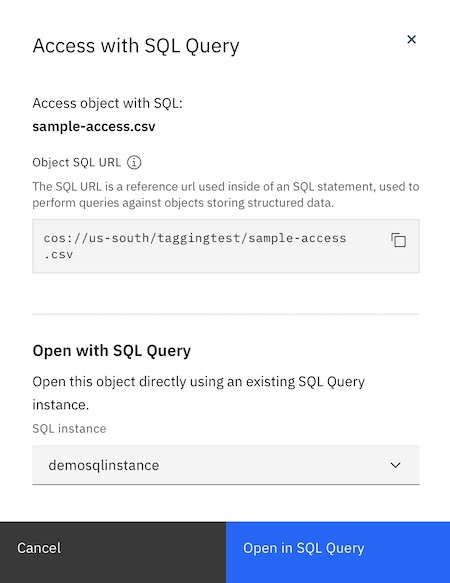 Access with SQL Query
Access object with SQL:
sample-access.csv
Object SQL URL
The SQL URL is a reference url used inside of an SQL statement, used to
perform queries against objects storing structured data.
cos://us-south/taggingtest/sample-access
.csv
Open with SQL Query
Open this object directly using an existing SQL Query
instance.
SQL instance
demosqlinstance
Cancel
Open in SQL Query